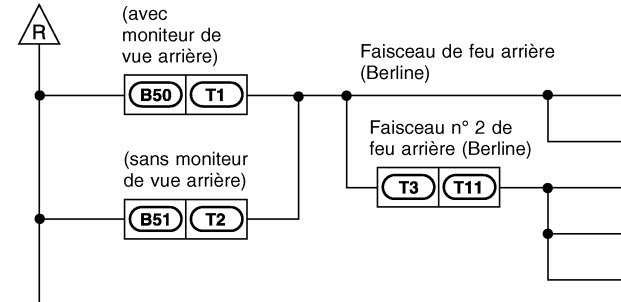 R
(avec
moniteur de
vue arrière)
B50 T1
Faisceau de feu arrière
(Berline)
Faisceau n° 2 de
feu arrière (Berline)
(sans moniteur
de vue arrière)
T3 T11
B51 T2